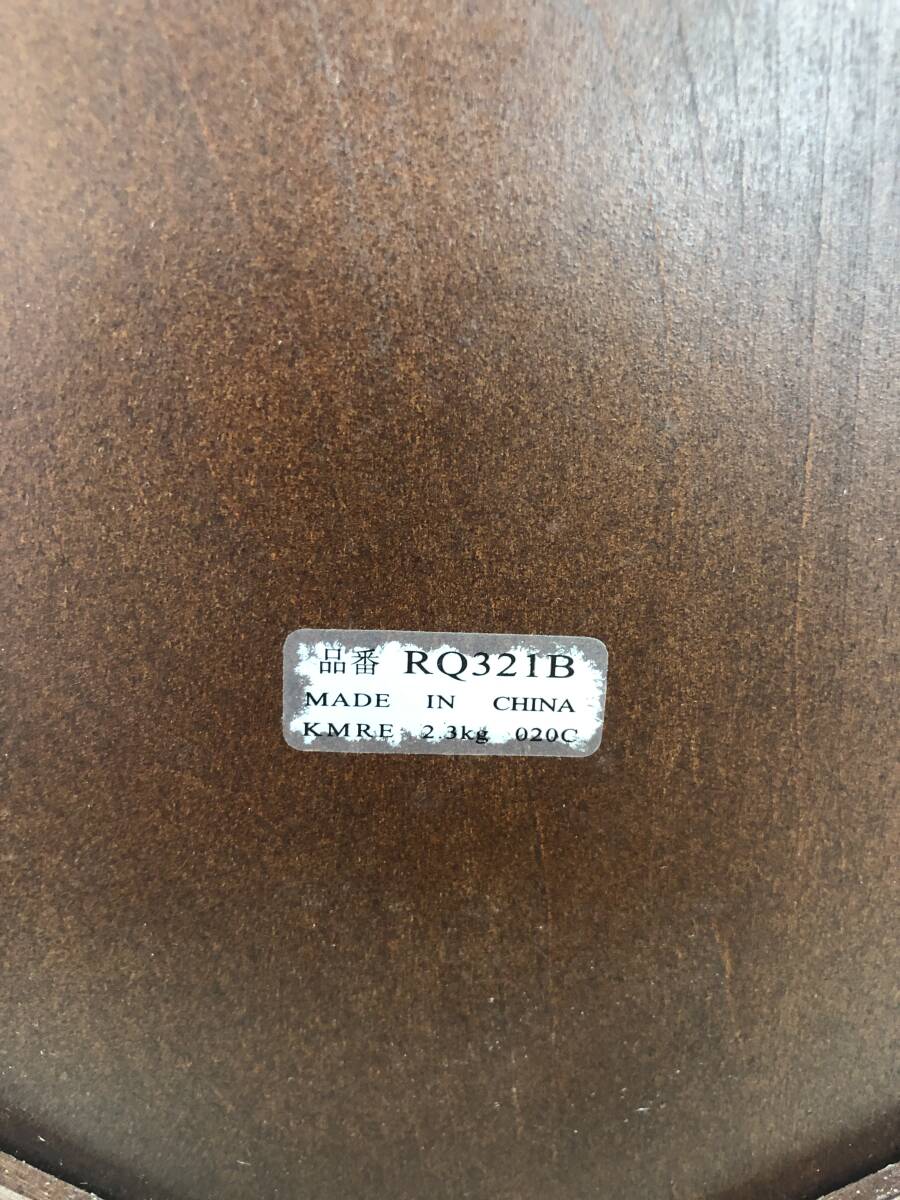 品番 RQ321B
MADE IN CHINA
KMRE 2.3kg 020C